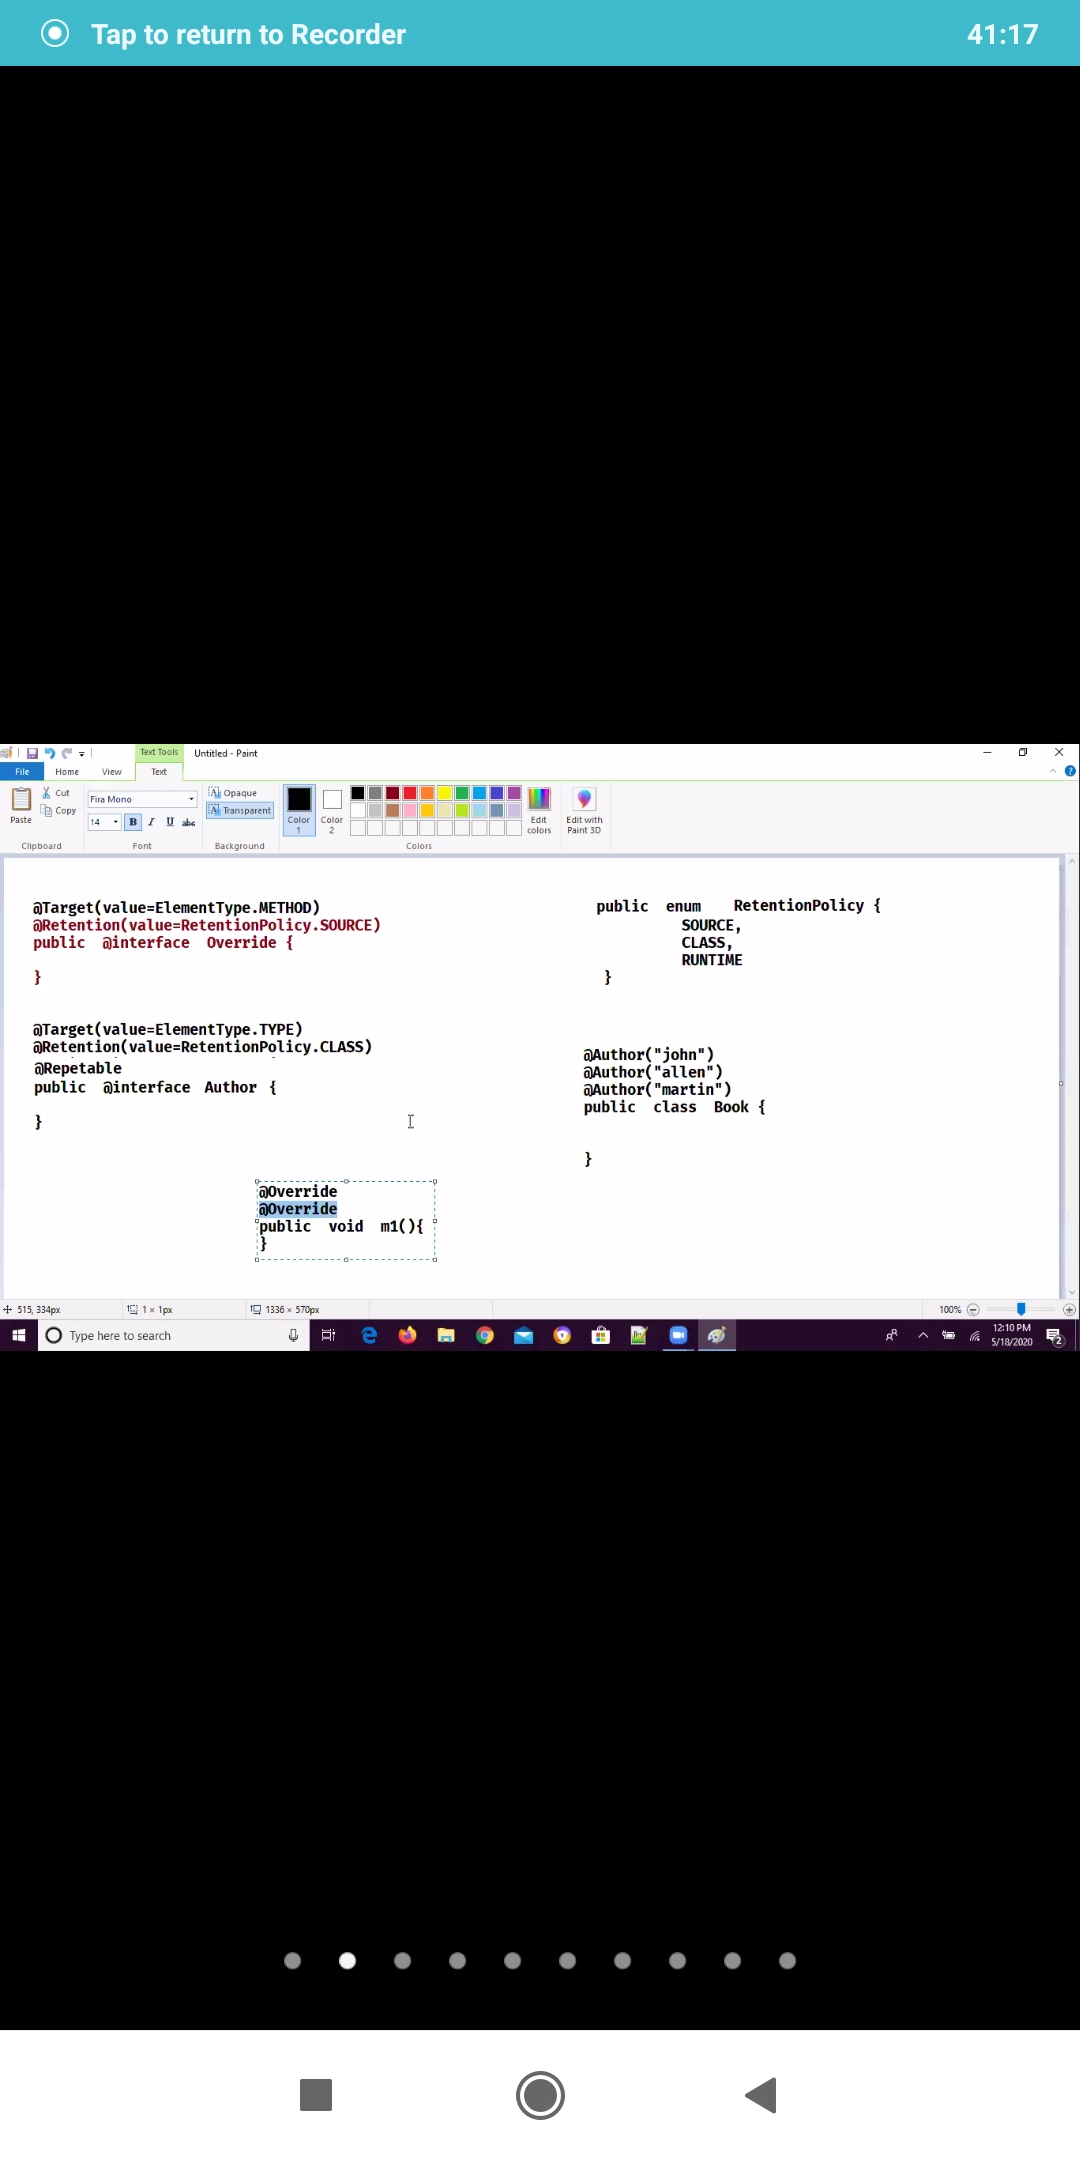 Tap to return to Recorder 41:17
Text Tools Untitled - Paint
File Home View Text
Paste Cut Copy
Clipboard
Fira Mono
14 B I U abc
Font
Opaque
Transparent
Background
Color 1 Color 2
Edit colors
Edit with Paint 3D
Colors
@Target(value=ElementType.METHOD)
@Retention(value=RetentionPolicy.SOURCE)
public @interface Override {
}
public enum RetentionPolicy {
SOURCE,
CLASS,
RUNTIME
}
@Target(value=ElementType.TYPE)
@Retention(value=RetentionPolicy.CLASS)
@Repetable
public @interface Author {
}
@Author("john")
@Author("allen")
@Author("martin")
public class Book {
}
@Override
@Override
public void m1(){
}
515, 334px 1 × 1px 1336 × 570px 100%
Type here to search
12:10 PM
5/18/2020
2